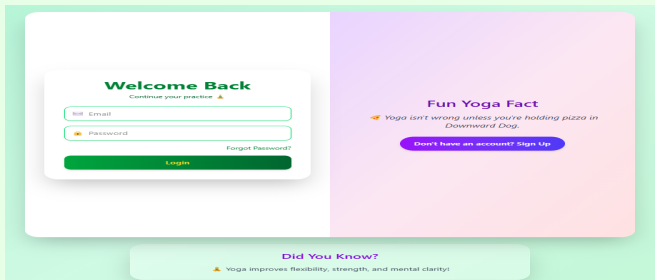 Welcome Back
Continue your practice 🧘
📧 Email
🔒 Password
Forgot Password?
Login
Fun Yoga Fact
Yoga isn't wrong unless you're holding pizza in
Downward Dog.
Don't have an account? Sign Up
Did You Know?
🧘 Yoga improves flexibility, strength, and mental clarity!